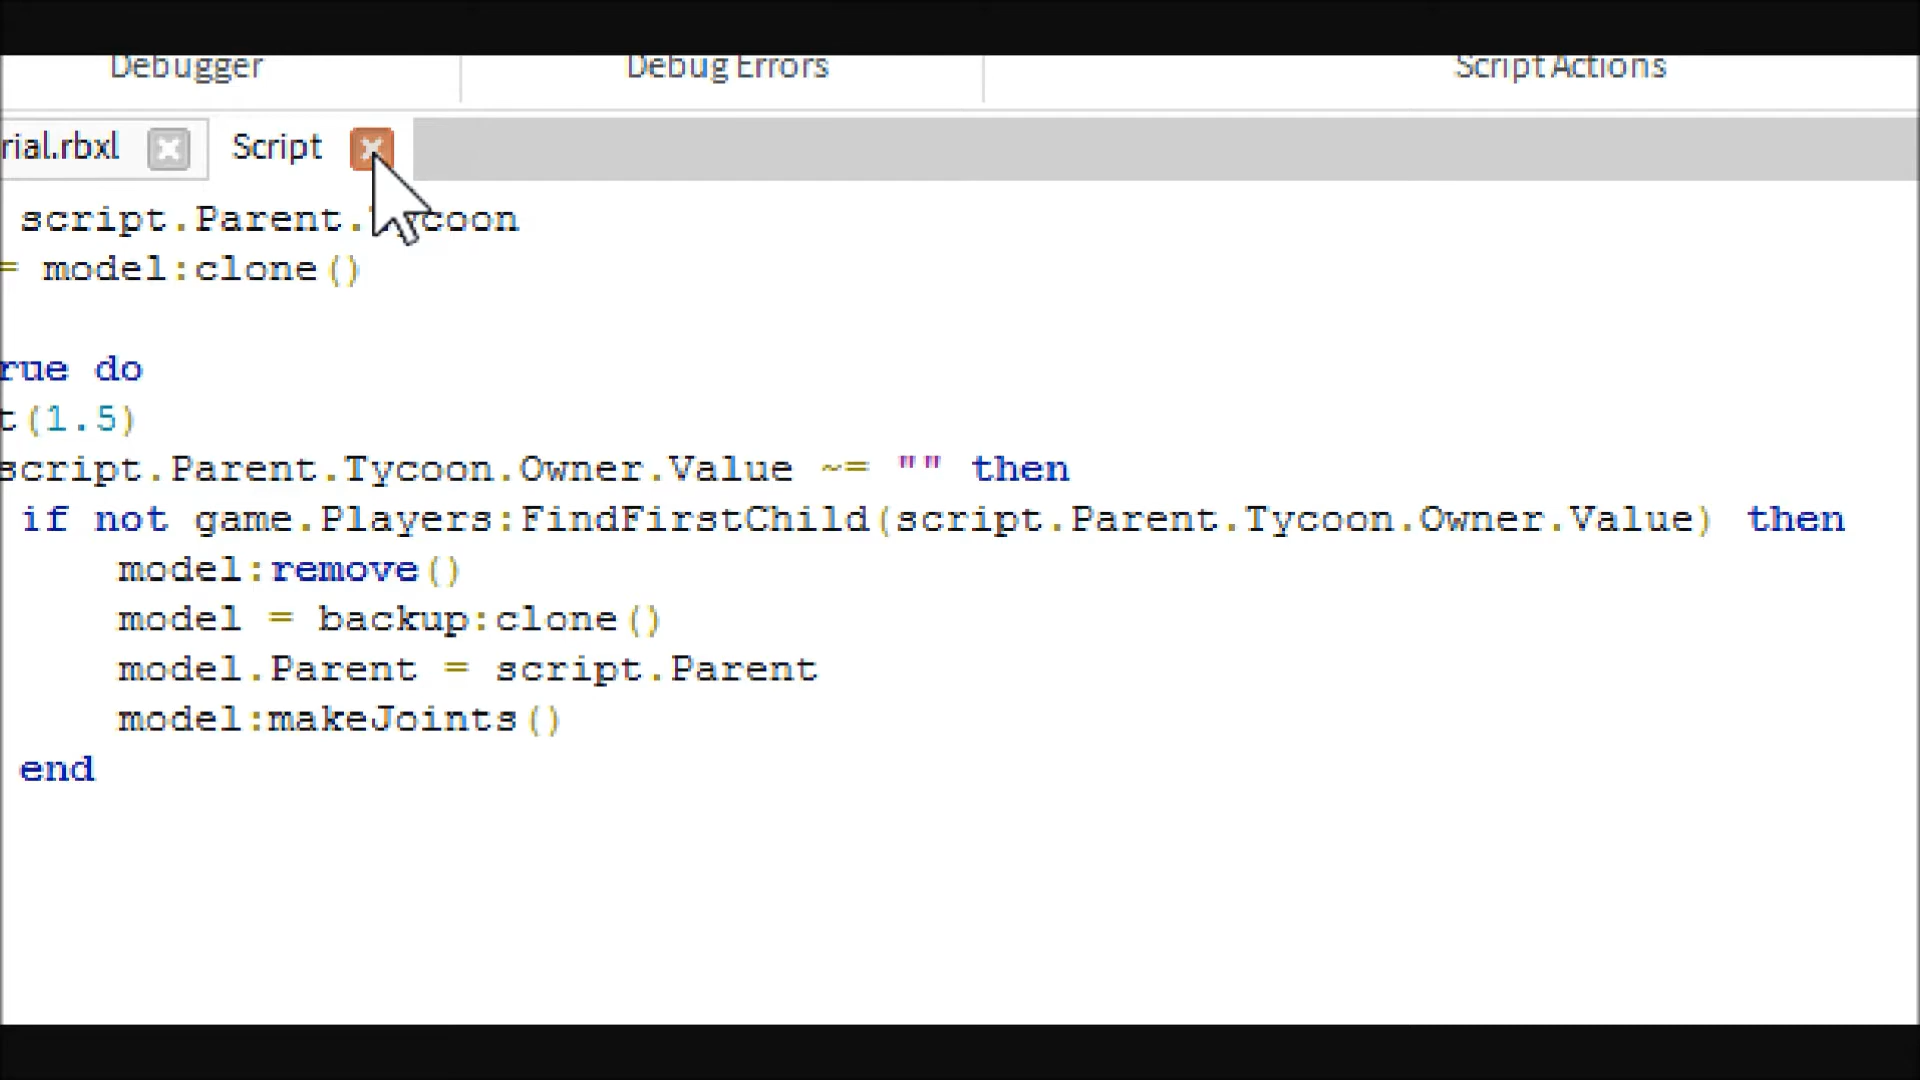 Debugger Debug Errors Script Actions
rial.rbxl Script
script.Parent.Tycoon
= model:clone()
rue do
t(1.5)
script.Parent.Tycoon.Owner.Value ~= "" then
if not game.Players:FindFirstChild(script.Parent.Tycoon.Owner.Value) then
model:remove()
model = backup:clone()
model.Parent = script.Parent
model:makeJoints()
end